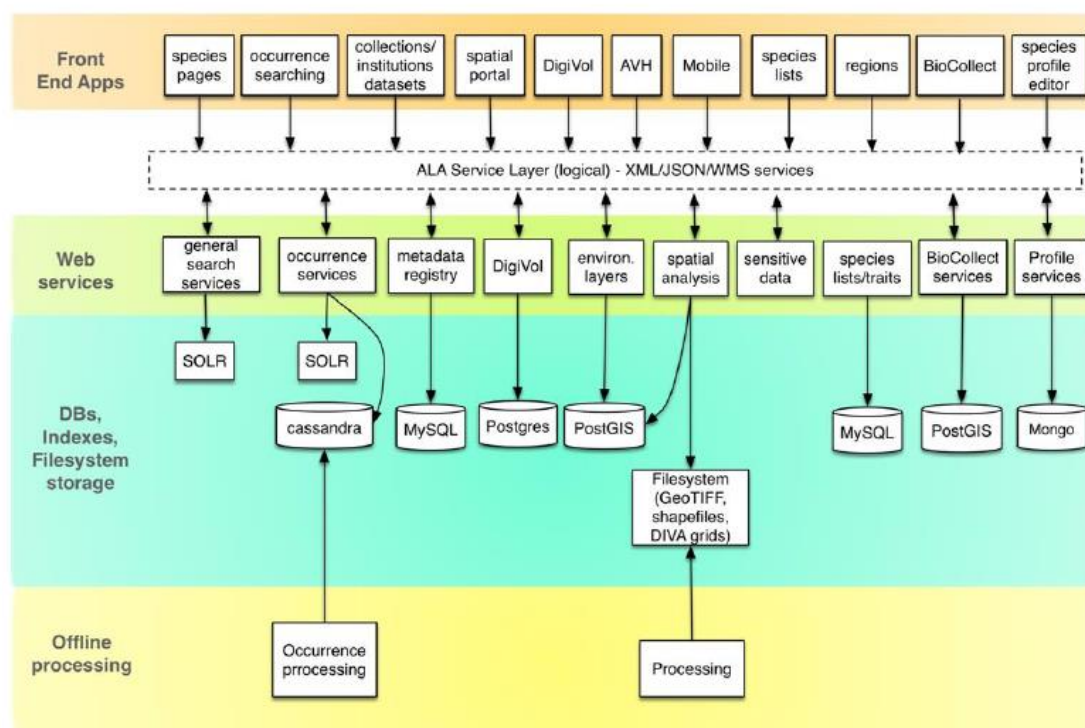 Front
End Apps
species
pages
occurrence
searching
collections/
institutions
datasets
spatial
portal
DigiVol
AVH
Mobile
species
lists
regions
BioCollect
species
profile
editor
ALA Service Layer (logical) - XML/JSON/WMS services
Web
services
general
search
services
occurrence
services
metadata
registry
DigiVol
environ.
layers
spatial
analysis
sensitive
data
species
lists/traits
BioCollect
services
Profile
services
DBs,
Indexes,
Filesystem
storage
SOLR
SOLR
cassandra
MySQL
Postgres
PostGIS
MySQL
PostGIS
Mongo
Filesystem
(GeoTIFF,
shapefiles,
DIVA grids)
Offline
processing
Occurrence
prrocessing
Processing